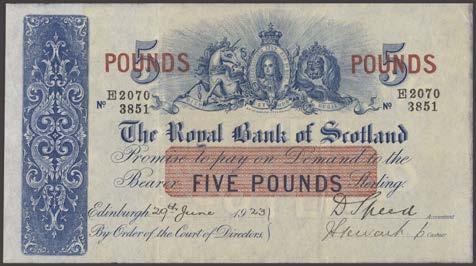 5 POUNDS 5 POUNDS
E2070 E2070
No 3851 No 3851
The Royal Bank of Scotland
Promise to pay on Demand to the
Bearer FIVE POUNDS Sterling.
Edinburgh 29th June 1923
By Order of the Court of Directors.
D Speed Accountant
Cashier